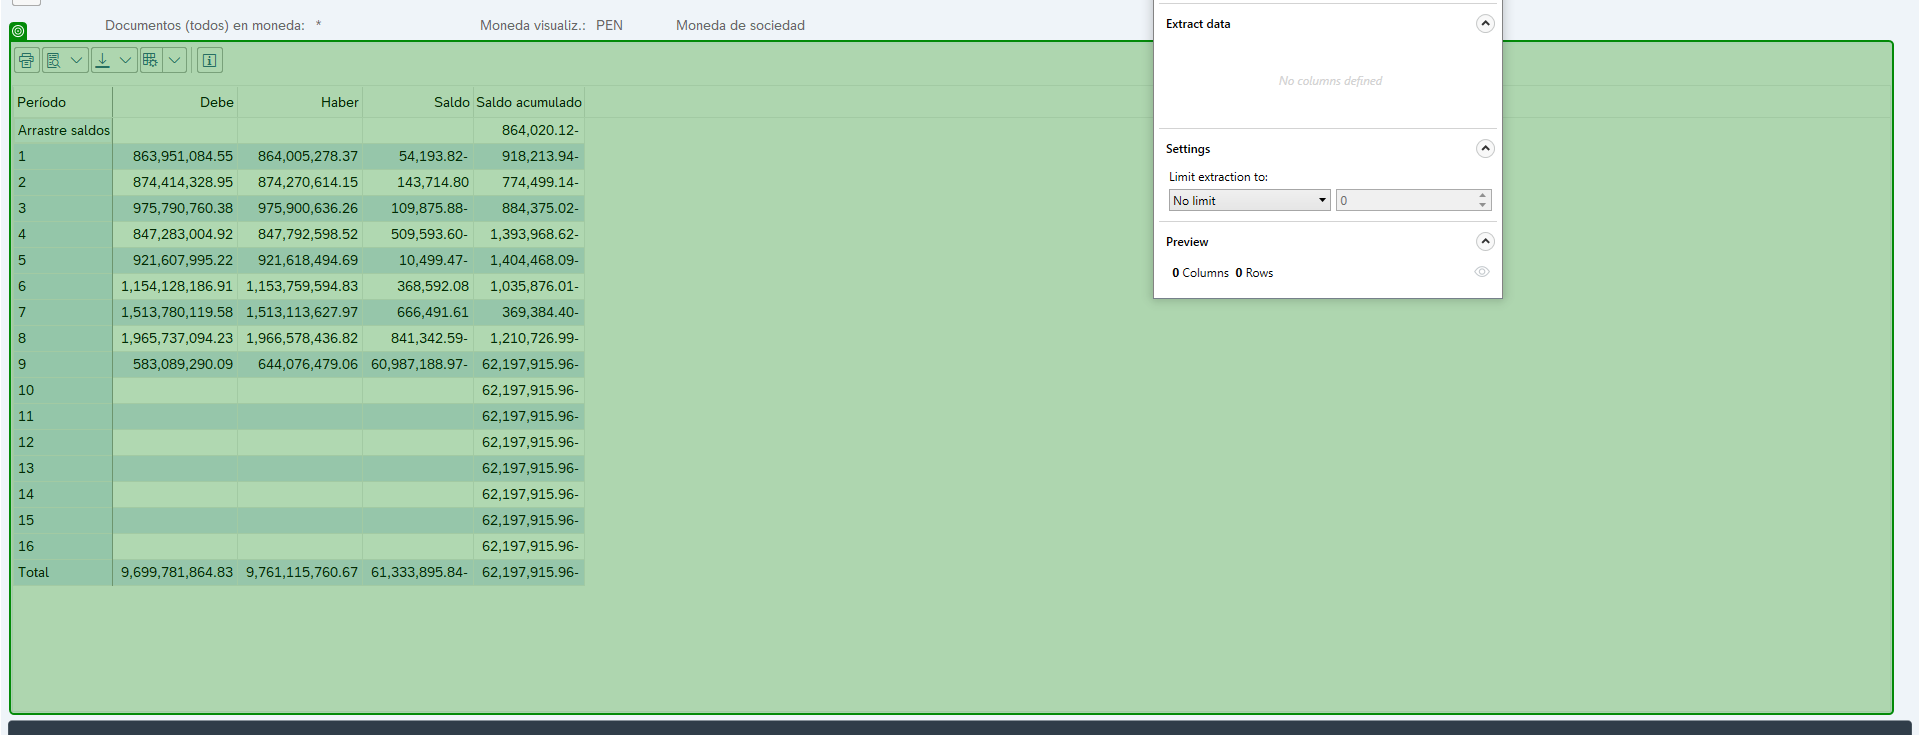 Documentos (todos) en moneda: * Moneda visualiz.: PEN Moneda de sociedad
Período Debe Haber Saldo Saldo acumulado
Arrastre saldos 864,020.12-
1 863,951,084.55 864,005,278.37 54,193.82- 918,213.94-
2 874,414,328.95 874,270,614.15 143,714.80 774,499.14-
3 975,790,760.38 975,900,636.26 109,875.88- 884,375.02-
4 847,283,004.92 847,792,598.52 509,593.60- 1,393,968.62-
5 921,607,995.22 921,618,494.69 10,499.47- 1,404,468.09-
6 1,154,128,186.91 1,153,759,594.83 368,592.08 1,035,876.01-
7 1,513,780,119.58 1,513,113,627.97 666,491.61 369,384.40-
8 1,965,737,094.23 1,966,578,436.82 841,342.59- 1,210,726.99-
9 583,089,290.09 644,076,479.06 60,987,188.97- 62,197,915.96-
10 62,197,915.96-
11 62,197,915.96-
12 62,197,915.96-
13 62,197,915.96-
14 62,197,915.96-
15 62,197,915.96-
16 62,197,915.96-
Total 9,699,781,864.83 9,761,115,760.67 61,333,895.84- 62,197,915.96-
Extract data
No columns defined
Settings
Limit extraction to:
No limit 0
Preview
0 Columns 0 Rows